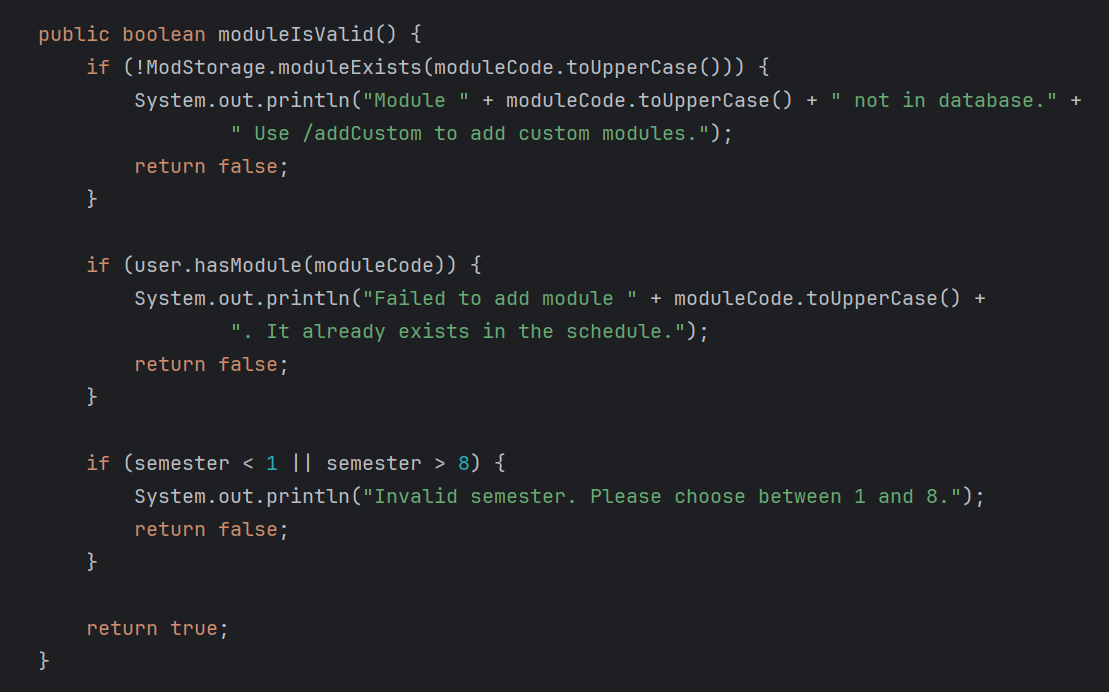 public boolean moduleIsValid() {
    if (!ModStorage.moduleExists(moduleCode.toUpperCase())) {
        System.out.println("Module " + moduleCode.toUpperCase() + " not in database." +
                " Use /addCustom to add custom modules.");
        return false;
    }

    if (user.hasModule(moduleCode)) {
        System.out.println("Failed to add module " + moduleCode.toUpperCase() +
                ". It already exists in the schedule.");
        return false;
    }

    if (semester < 1 || semester > 8) {
        System.out.println("Invalid semester. Please choose between 1 and 8.");
        return false;
    }

    return true;
}